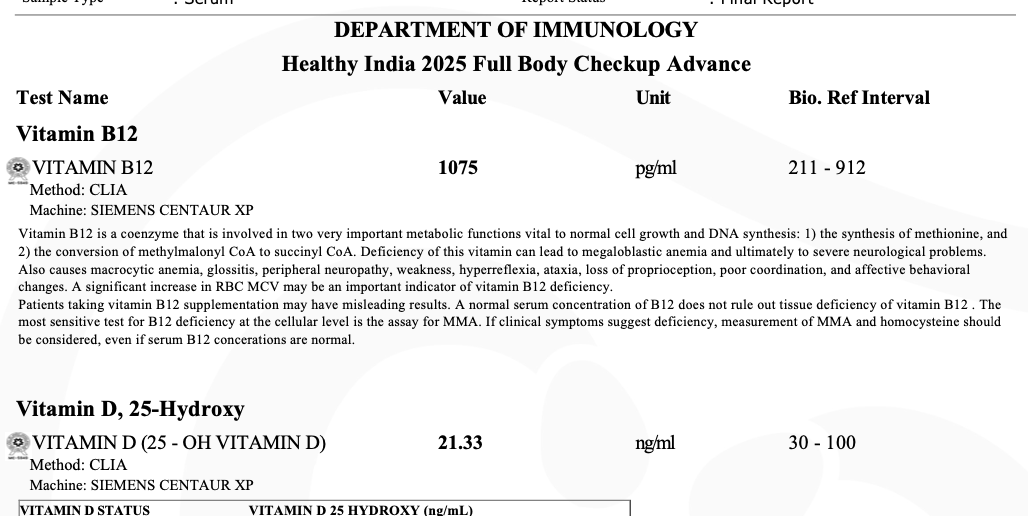 Sample Type : Serum Report Status : Final Report
DEPARTMENT OF IMMUNOLOGY
Healthy India 2025 Full Body Checkup Advance
Test Name Value Unit Bio. Ref Interval
Vitamin B12
VITAMIN B12 1075 pg/ml 211 - 912
Method: CLIA
Machine: SIEMENS CENTAUR XP
Vitamin B12 is a coenzyme that is involved in two very important metabolic functions vital to normal cell growth and DNA synthesis: 1) the synthesis of methionine, and
2) the conversion of methylmalonyl CoA to succinyl CoA. Deficiency of this vitamin can lead to megaloblastic anemia and ultimately to severe neurological problems.
Also causes macrocytic anemia, glossitis, peripheral neuropathy, weakness, hyperreflexia, ataxia, loss of proprioception, poor coordination, and affective behavioral
changes. A significant increase in RBC MCV may be an important indicator of vitamin B12 deficiency.
Patients taking vitamin B12 supplementation may have misleading results. A normal serum concentration of B12 does not rule out tissue deficiency of vitamin B12 . The
most sensitive test for B12 deficiency at the cellular level is the assay for MMA. If clinical symptoms suggest deficiency, measurement of MMA and homocysteine should
be considered, even if serum B12 concerations are normal.
Vitamin D, 25-Hydroxy
VITAMIN D (25 - OH VITAMIN D) 21.33 ng/ml 30 - 100
Method: CLIA
Machine: SIEMENS CENTAUR XP
VITAMIN D STATUS VITAMIN D 25 HYDROXY (ng/mL)